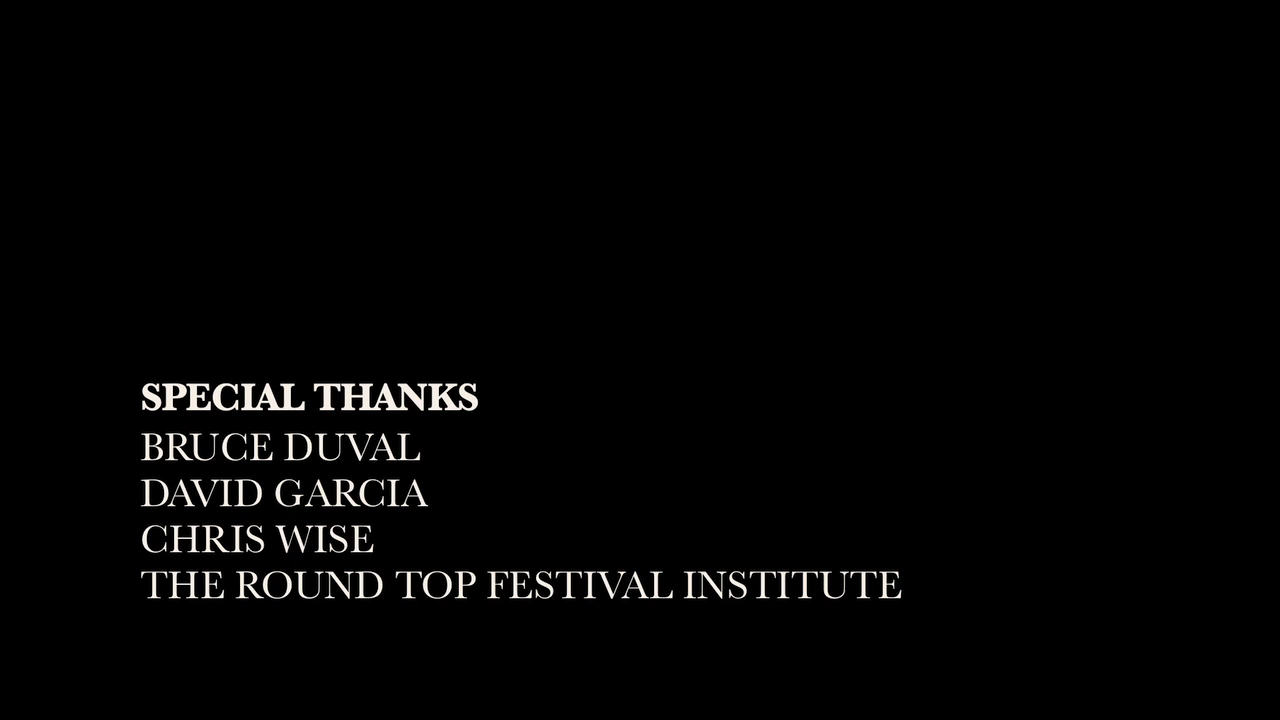 SPECIAL THANKS
BRUCE DUVAL
DAVID GARCIA
CHRIS WISE
THE ROUND TOP FESTIVAL INSTITUTE